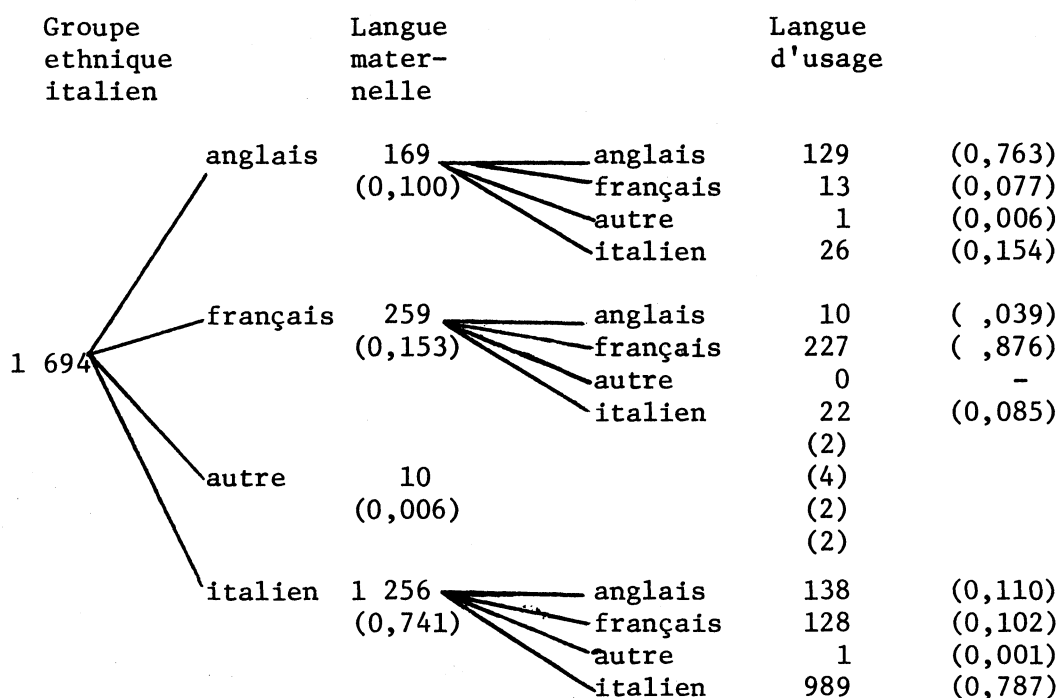 Groupe Langue Langue
ethnique mater- d'usage
italien nelle
anglais 169 anglais 129 (0,763)
(0,100) français 13 (0,077)
autre 1 (0,006)
italien 26 (0,154)
français 259 anglais 10 ( ,039)
(0,153) français 227 ( ,876)
1 694
autre 0 –
italien 22 (0,085)
(2)
autre 10 (4)
(0,006) (2)
(2)
italien 1 256 anglais 138 (0,110)
(0,741) français 128 (0,102)
autre 1 (0,001)
italien 989 (0,787)